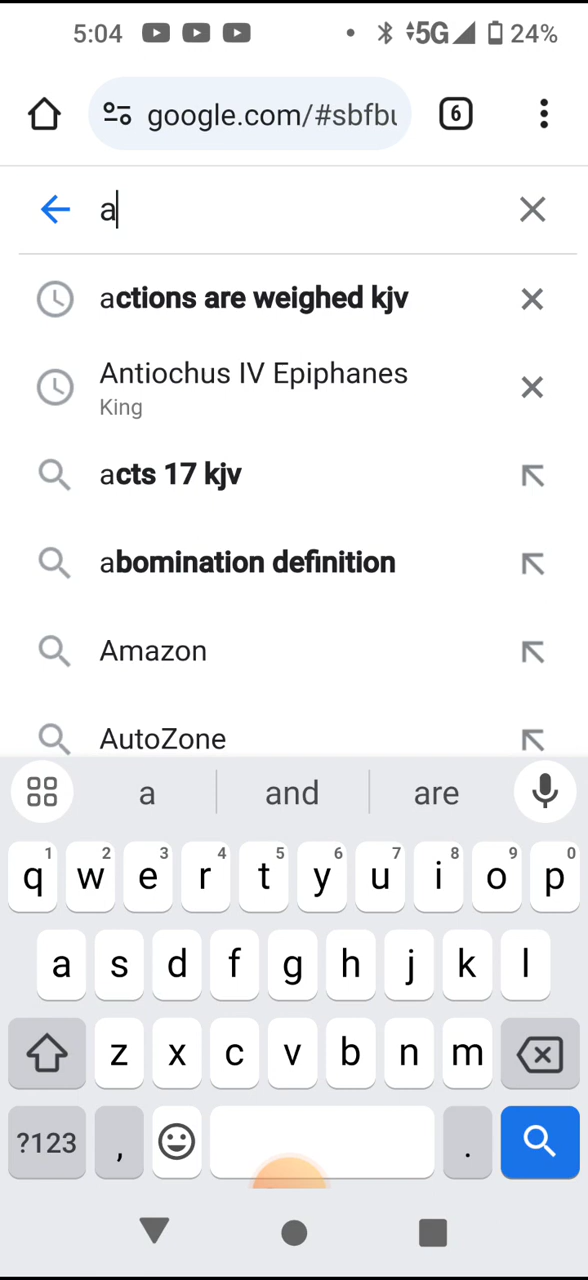 5:04 5G 24%
google.com/#sbfbu 6
a
actions are weighed kjv
Antiochus IV Epiphanes
King
acts 17 kjv
abomination definition
Amazon
AutoZone
a and are
1 2 3 4 5 6 7 8 9 0
q w e r t y u i o p
a s d f g h j k l
z x c v b n m
?123 , .